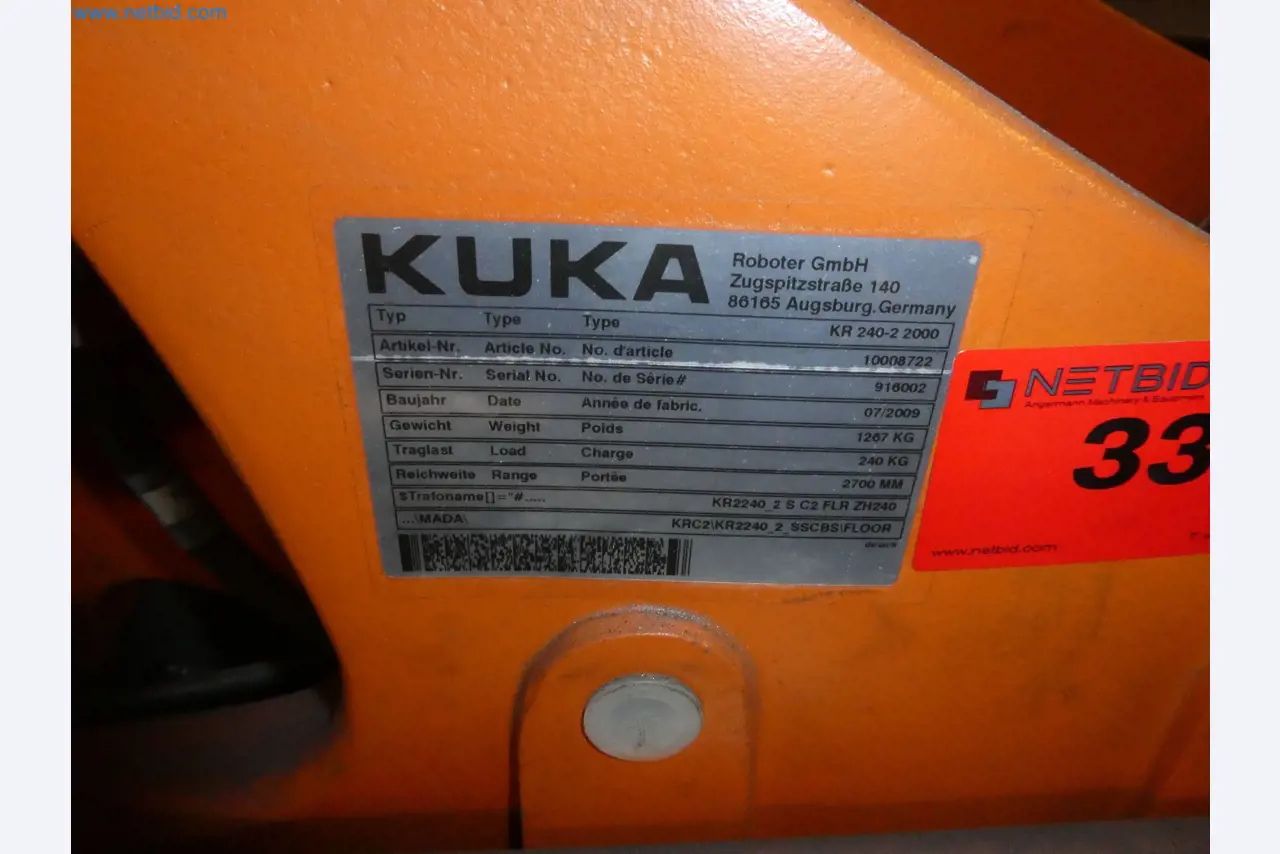 www.netbid.com
KUKA
Roboter GmbH
Zugspitzstraße 140
86165 Augsburg.Germany
Typ Type Type KR 240-2 2000
Artikel-Nr. Article No. No. d'article 10008722
Serien-Nr. Serial No. No. de Série# 916002
Baujahr Date Année de fabric. 07/2009
Gewicht Weight Poids 1267 KG
Traglast Load Charge 240 KG
Reichweite Range Portée 2700 MM
$Trafoname[]="#..... KR2240_2 S C2 FLR ZH240
...\MADA\ KRC2\KR2240_2_SSCBS\FLOOR
NETBID
Angermann Machinery & Equipment
33
www.netbid.com